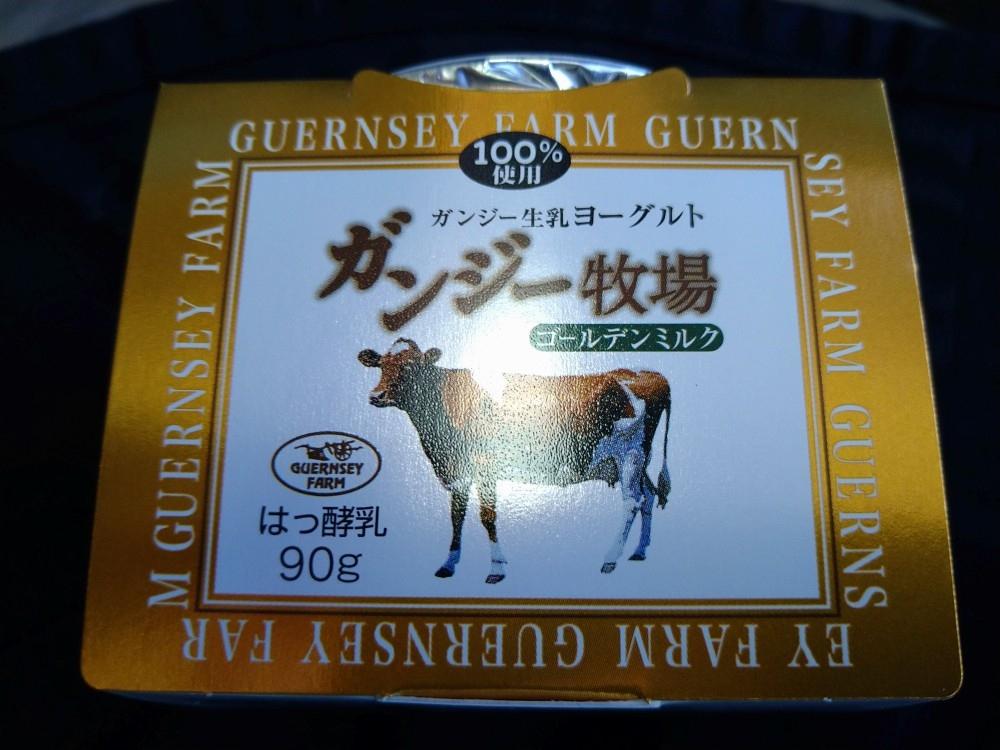 GUERNSEY FARM GUERN
SEY FARM GUERNS
EY FARM GUERNSEY FAR
M GUERNSEY FARM
100%
使用
ガンジー生乳ヨーグルト
ガンジー牧場
ゴールデンミルク
GUERNSEY
FARM
はっ酵乳
90g